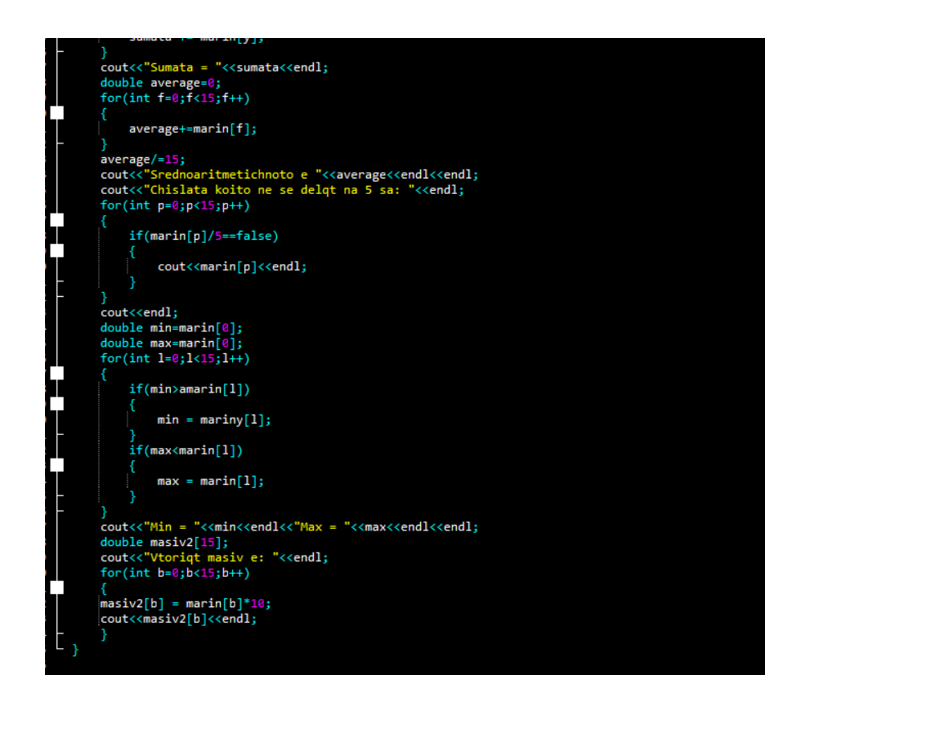 sumata += marin[y];
}
cout<<"Sumata = "<<sumata<<endl;
double average=0;
for(int f=0;f<15;f++)
{
average+=marin[f];
}
average/=15;
cout<<"Srednoaritmetichnoto e "<<average<<endl<<endl;
cout<<"Chislata koito ne se delqt na 5 sa: "<<endl;
for(int p=0;p<15;p++)
{
if(marin[p]/5==false)
{
cout<<marin[p]<<endl;
}
}
cout<<endl;
double min=marin[0];
double max=marin[0];
for(int l=0;l<15;l++)
{
if(min>amarin[l])
{
min = mariny[l];
}
if(max<marin[l])
{
max = marin[l];
}
}
cout<<"Min = "<<min<<endl<<"Max = "<<max<<endl<<endl;
double masiv2[15];
cout<<"Vtoriqt masiv e: "<<endl;
for(int b=0;b<15;b++)
{
masiv2[b] = marin[b]*10;
cout<<masiv2[b]<<endl;
}
}